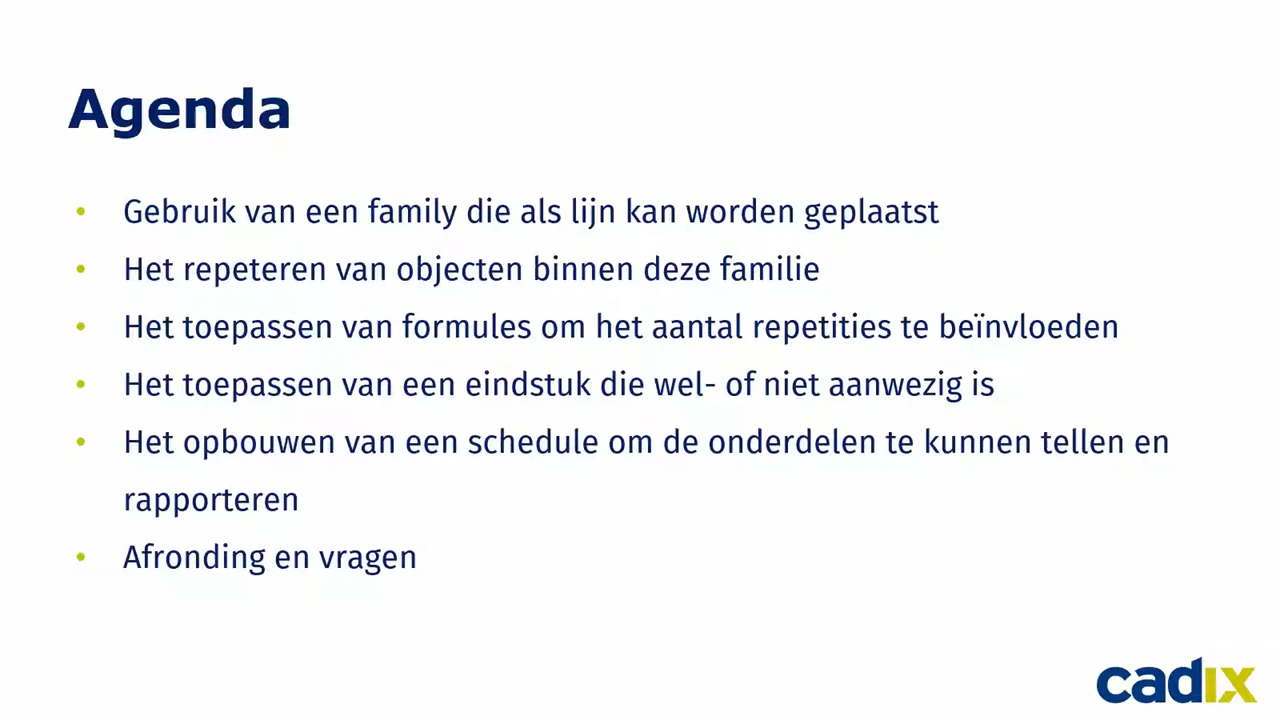 Agenda
• Gebruik van een family die als lijn kan worden geplaatst
• Het repeteren van objecten binnen deze familie
• Het toepassen van formules om het aantal repetities te beïnvloeden
• Het toepassen van een eindstuk die wel- of niet aanwezig is
• Het opbouwen van een schedule om de onderdelen te kunnen tellen en
rapporteren
• Afronding en vragen
cadix